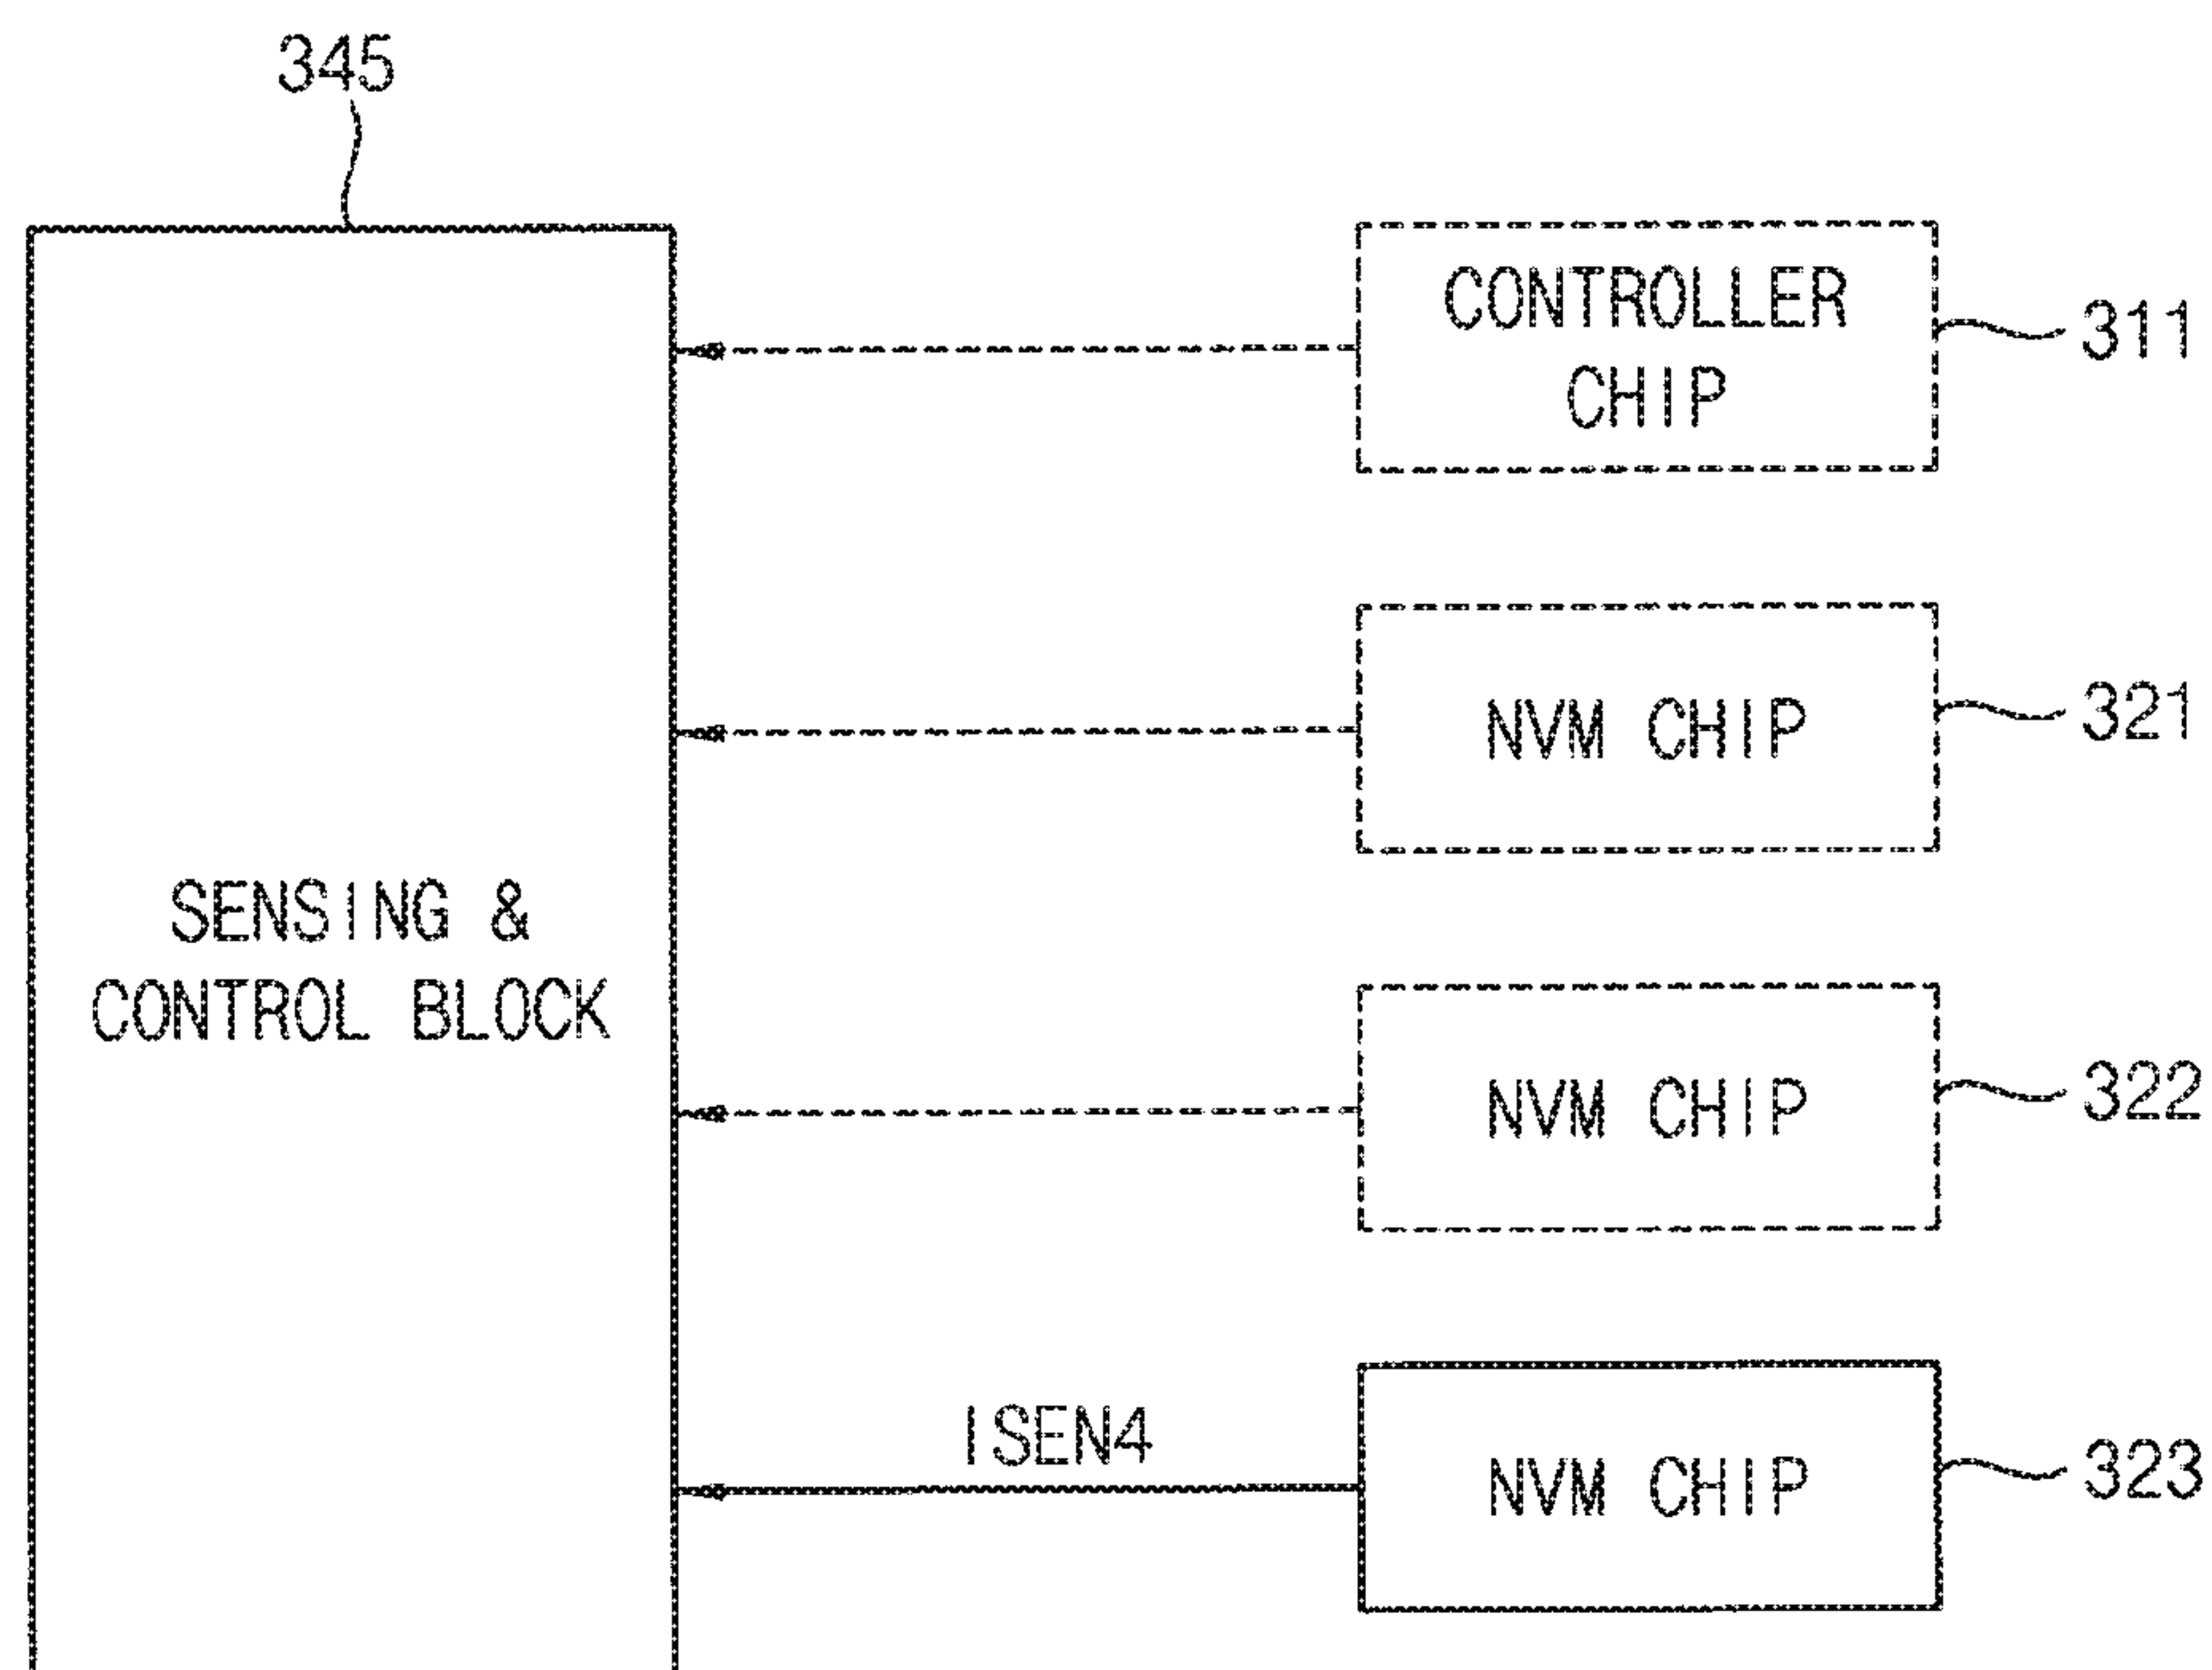 345
CONTROLLER
CHIP
311
NVM CHIP
321
SENSING &
CONTROL BLOCK
NVM CHIP
322
ISEN4
NVM CHIP
323